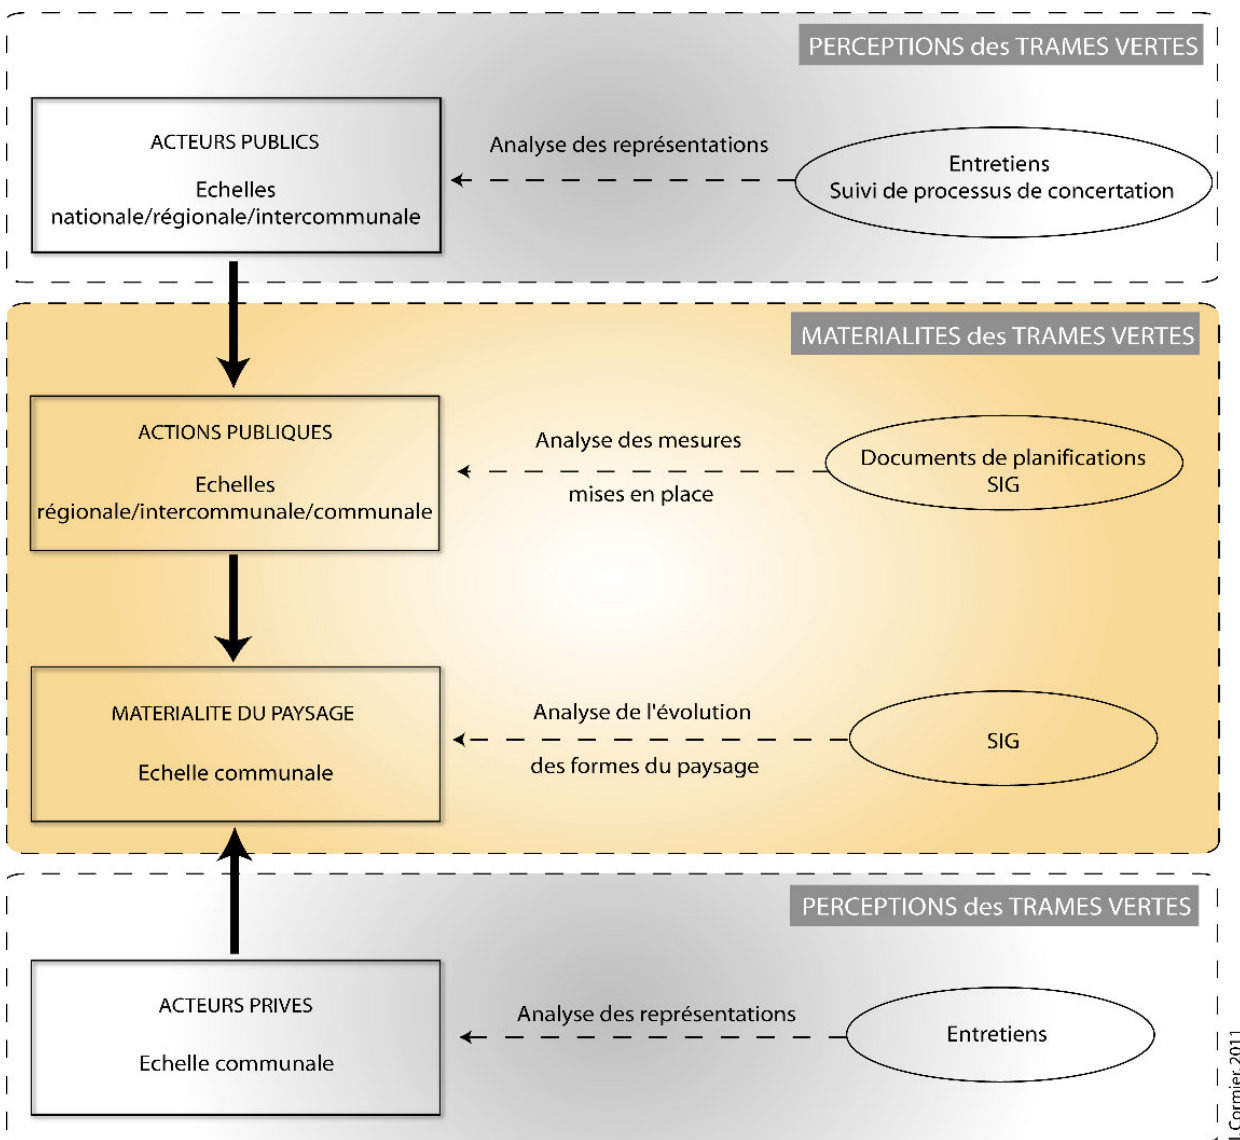 PERCEPTIONS des TRAMES VERTES
ACTEURS PUBLICS
Echelles
nationale/régionale/intercommunale
Analyse des représentations
Entretiens
Suivi de processus de concertation
MATERIALITES des TRAMES VERTES
ACTIONS PUBLIQUES
Echelles
régionale/intercommunale/communale
Analyse des mesures
mises en place
Documents de planifications
SIG
MATERIALITE DU PAYSAGE
Echelle communale
Analyse de l'évolution
des formes du paysage
SIG
PERCEPTIONS des TRAMES VERTES
ACTEURS PRIVES
Echelle communale
Analyse des représentations
Entretiens
L.Cormier, 2011